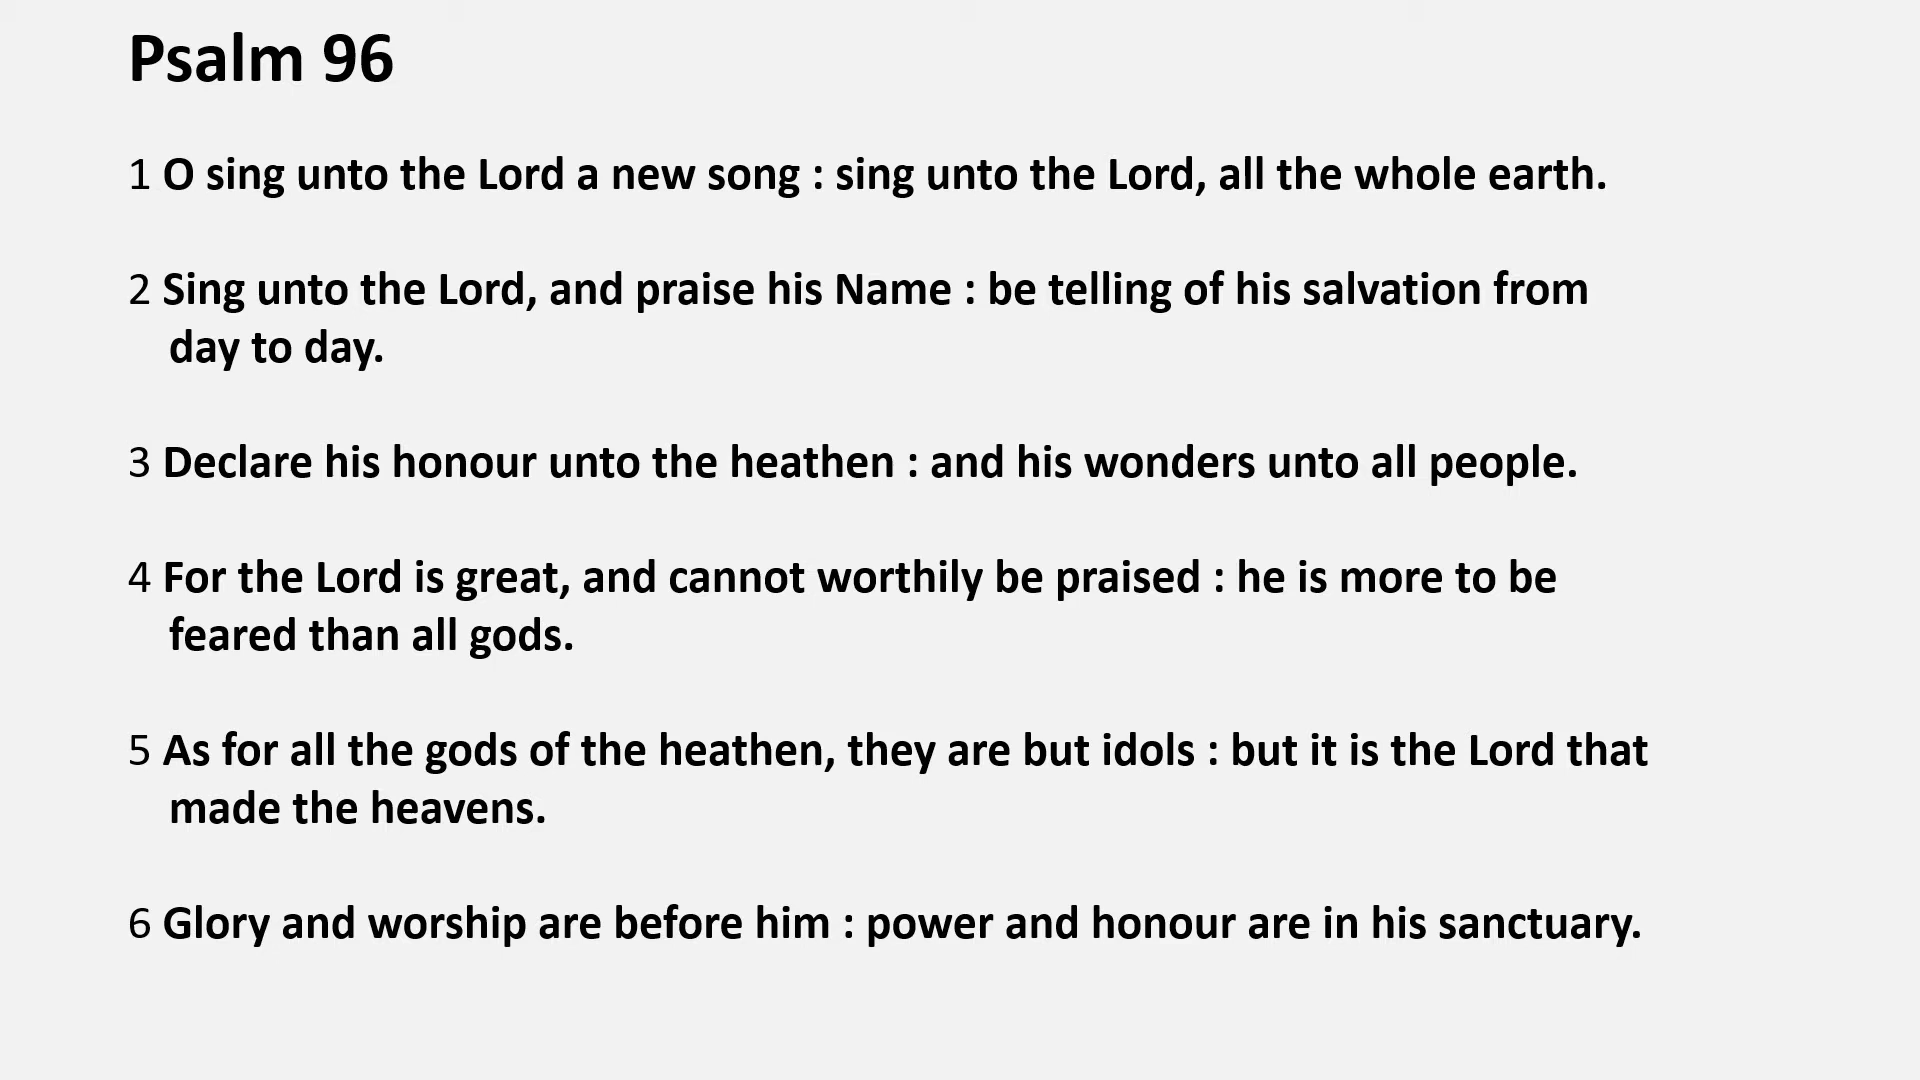 Psalm 96
1 O sing unto the Lord a new song : sing unto the Lord, all the whole earth.
2 Sing unto the Lord, and praise his Name : be telling of his salvation from
day to day.
3 Declare his honour unto the heathen : and his wonders unto all people.
4 For the Lord is great, and cannot worthily be praised : he is more to be
feared than all gods.
5 As for all the gods of the heathen, they are but idols : but it is the Lord that
made the heavens.
6 Glory and worship are before him : power and honour are in his sanctuary.